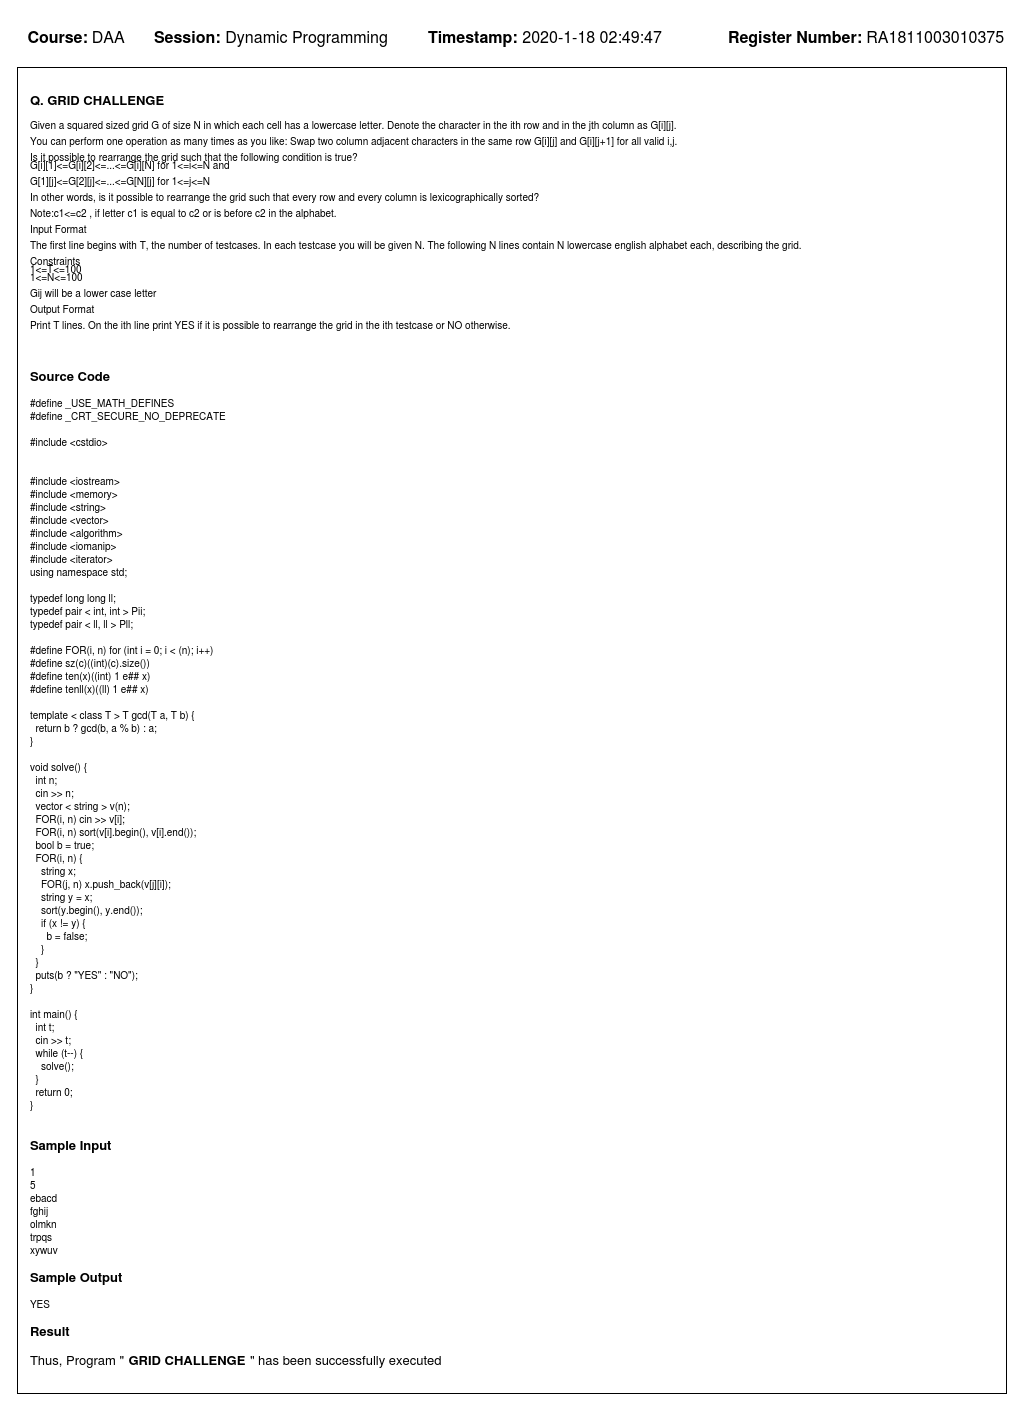 Course: DAA Session: Dynamic Programming Timestamp: 2020-1-18 02:49:47 Register Number: RA1811003010375
Q. GRID CHALLENGE
Given a squared sized grid G of size N in which each cell has a lowercase letter. Denote the character in the ith row and in the jth column as G[i][j].
You can perform one operation as many times as you like: Swap two column adjacent characters in the same row G[i][j] and G[i][j+1] for all valid i,j.
Is it possible to rearrange the grid such that the following condition is true?
G[i][1]<=G[i][2]<=...<=G[i][N] for 1<=i<=N and
G[1][j]<=G[2][j]<=...<=G[N][j] for 1<=j<=N
In other words, is it possible to rearrange the grid such that every row and every column is lexicographically sorted?
Note:c1<=c2 , if letter c1 is equal to c2 or is before c2 in the alphabet.
Input Format
The first line begins with T, the number of testcases. In each testcase you will be given N. The following N lines contain N lowercase english alphabet each, describing the grid.
Constraints
1<=T<=100
1<=N<=100
Gij will be a lower case letter
Output Format
Print T lines. On the ith line print YES if it is possible to rearrange the grid in the ith testcase or NO otherwise.
Source Code
#define _USE_MATH_DEFINES
#define _CRT_SECURE_NO_DEPRECATE
#include <cstdio>
#include <iostream>
#include <memory>
#include <string>
#include <vector>
#include <algorithm>
#include <iomanip>
#include <iterator>
using namespace std;
typedef long long ll;
typedef pair < int, int > Pii;
typedef pair < ll, ll > Pll;
#define FOR(i, n) for (int i = 0; i < (n); i++)
#define sz(c)((int)(c).size())
#define ten(x)((int) 1 e## x)
#define tenll(x)((ll) 1 e## x)
template < class T > T gcd(T a, T b) {
return b ? gcd(b, a % b) : a;
}
void solve() {
int n;
cin >> n;
vector < string > v(n);
FOR(i, n) cin >> v[i];
FOR(i, n) sort(v[i].begin(), v[i].end());
bool b = true;
FOR(i, n) {
string x;
FOR(j, n) x.push_back(v[j][i]);
string y = x;
sort(y.begin(), y.end());
if (x != y) {
b = false;
}
}
puts(b ? "YES" : "NO");
}
int main() {
int t;
cin >> t;
while (t--) {
solve();
}
return 0;
}
Sample Input
1
5
ebacd
fghij
olmkn
trpqs
xywuv
Sample Output
YES
Result
Thus, Program " GRID CHALLENGE " has been successfully executed